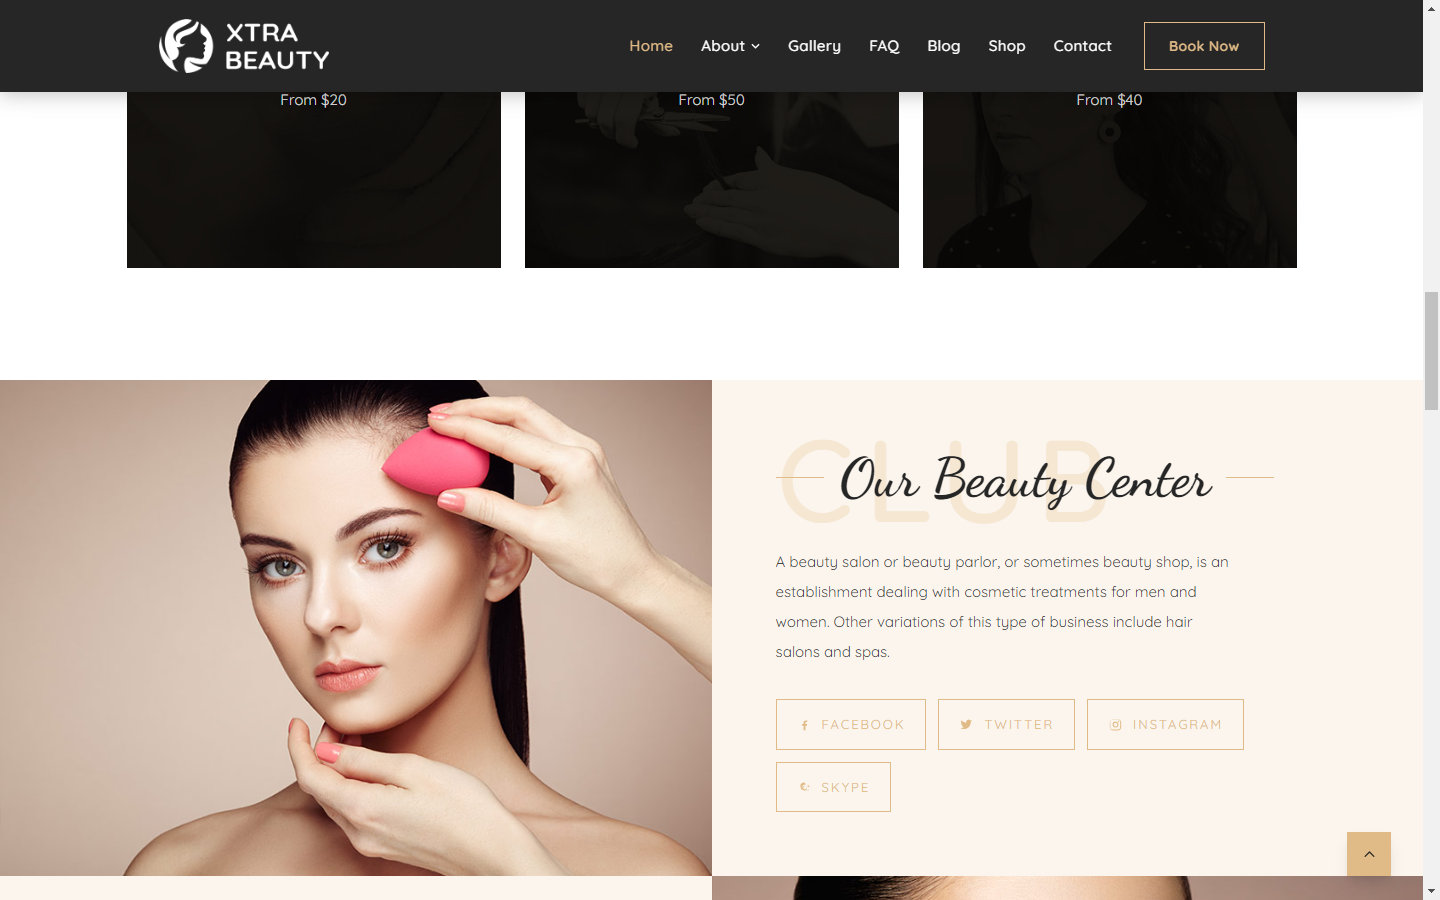 XTRA
BEAUTY
Home About Gallery FAQ Blog Shop Contact Book Now
From $20 From $50 From $40
CLUB
Our Beauty Center
A beauty salon or beauty parlor, or sometimes beauty shop, is an
establishment dealing with cosmetic treatments for men and
women. Other variations of this type of business include hair
salons and spas.
FACEBOOK TWITTER INSTAGRAM
SKYPE